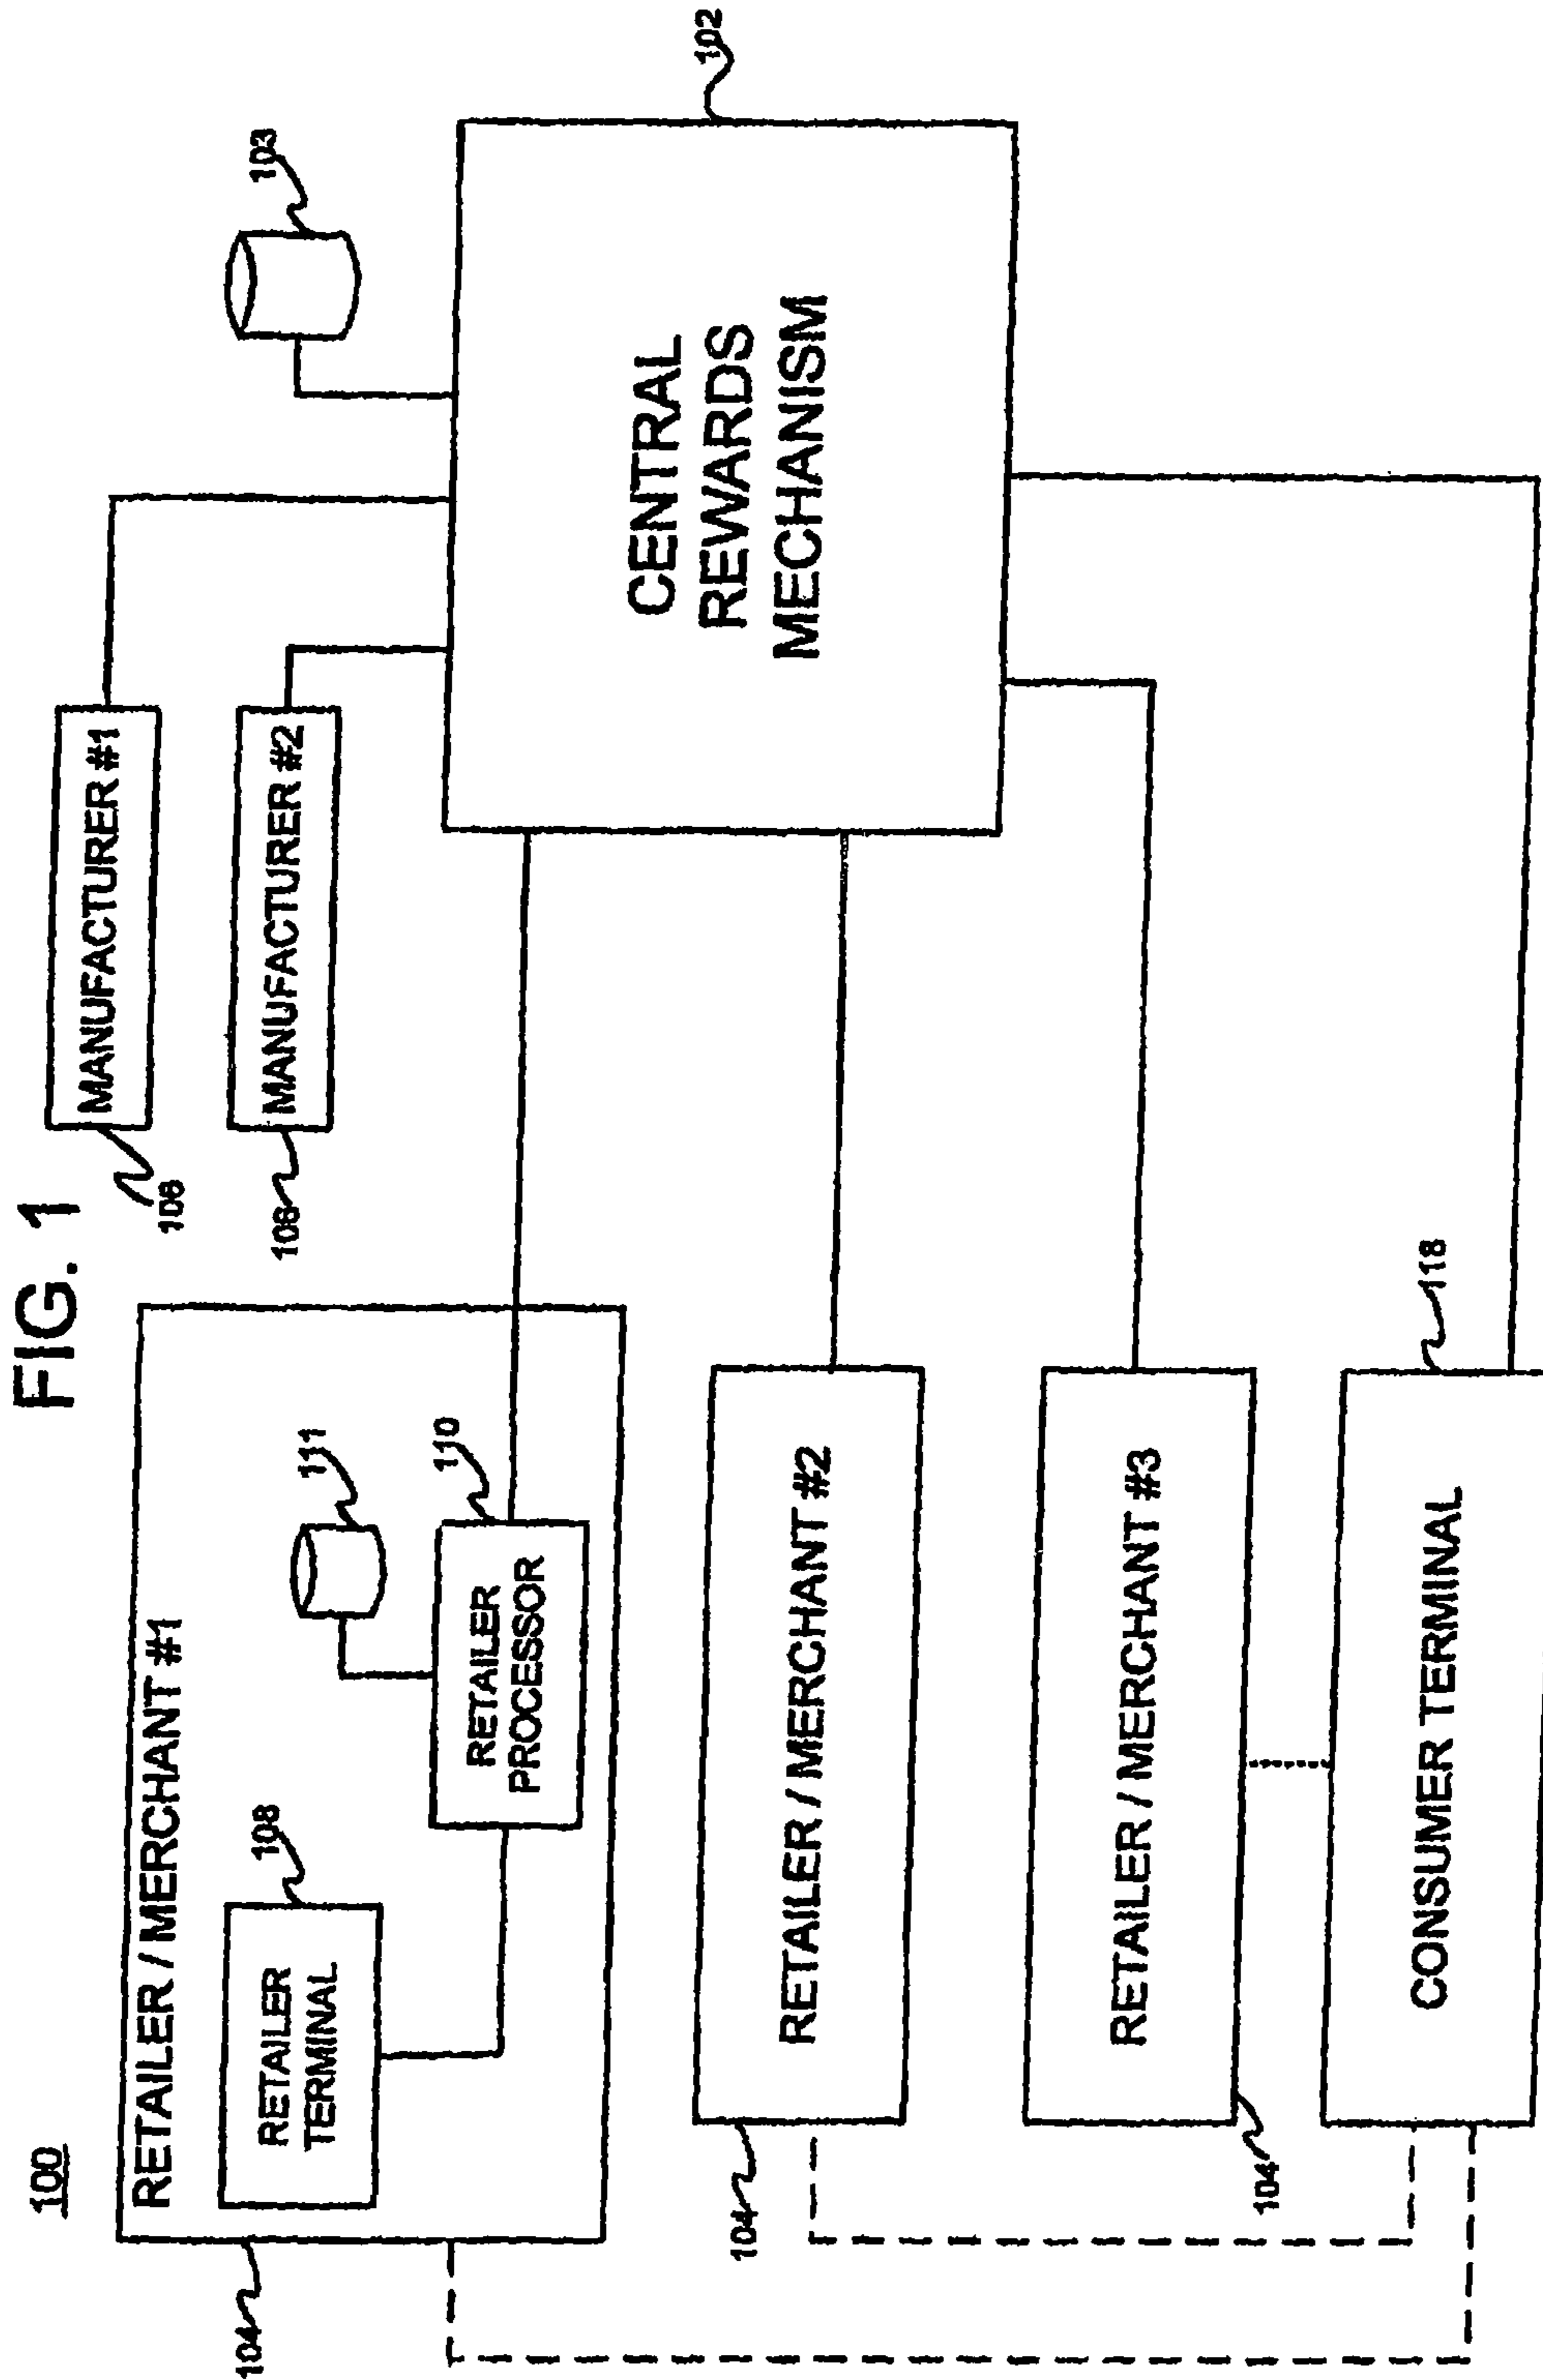 FIG. 1
100
RETAILER / MERCHANT #1
104
RETAILER
TERMINAL
108
RETAILER
PROCESSOR
110
111
MANUFACTURER #1
106
MANUFACTURER #2
106
103
CENTRAL
REWARDS
MECHANISM
102
RETAILER / MERCHANT #2
104
RETAILER / MERCHANT #3
104
CONSUMER TERMINAL
118